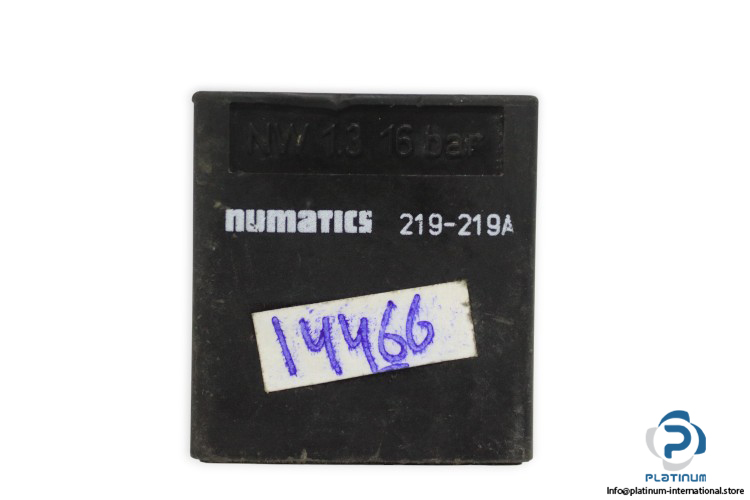 NW 1.3 16 bar
numatics 219-219A
14466
PLATINUM
Info@platinum-international.store